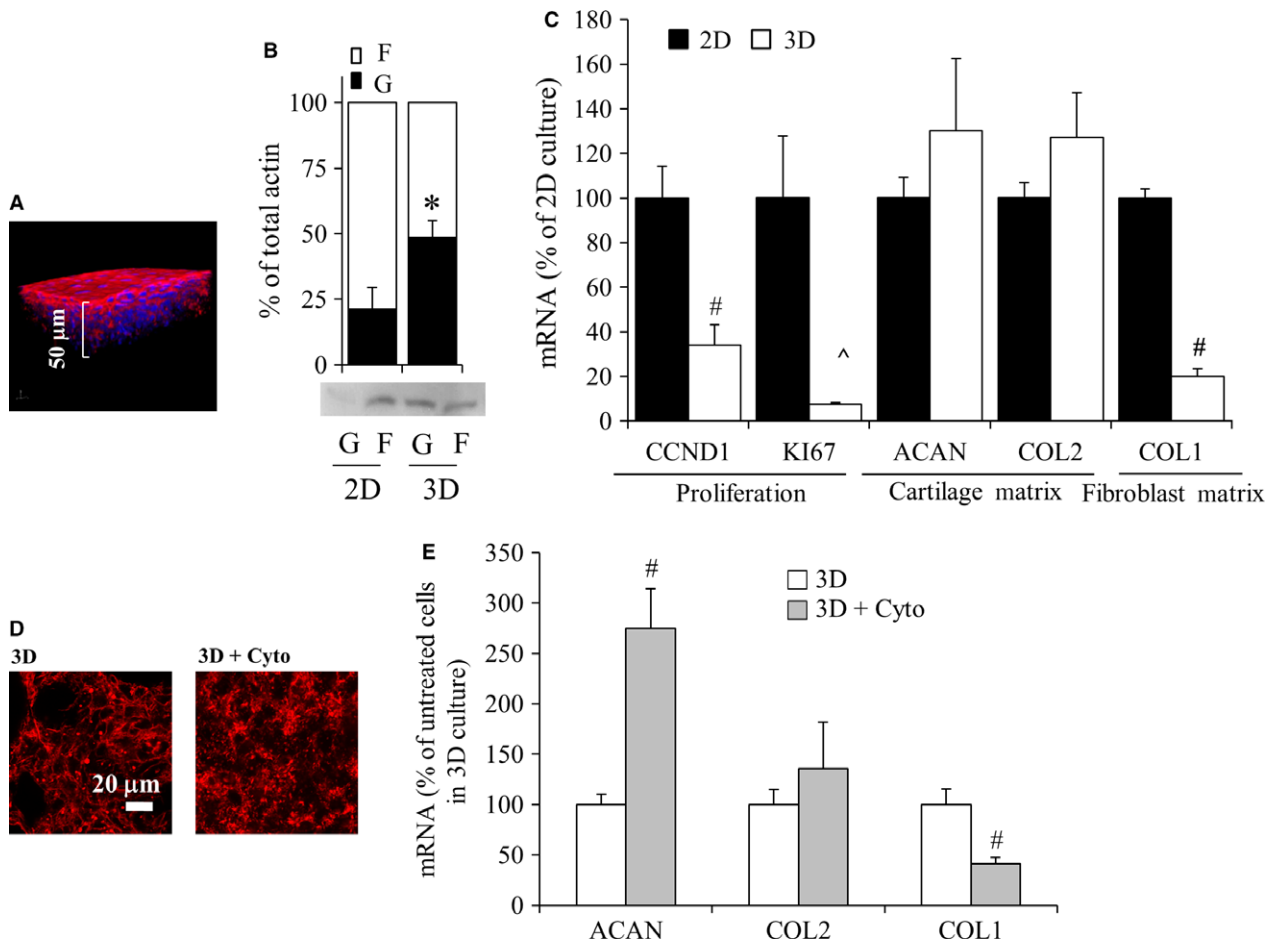 A
50 μm
B
F
G
% of total actin
100
75
50
25
0
*
G F G F
2D 3D
C
2D 3D
mRNA (% of 2D culture)
180
160
140
120
100
80
60
40
20
0
# ^ #
CCND1 KI67 ACAN COL2 COL1
Proliferation Cartilage matrix Fibroblast matrix
D
3D 3D + Cyto
20 μm
E
3D
3D + Cyto
mRNA (% of untreated cells
in 3D culture)
350
300
250
200
150
100
50
0
# #
ACAN COL2 COL1